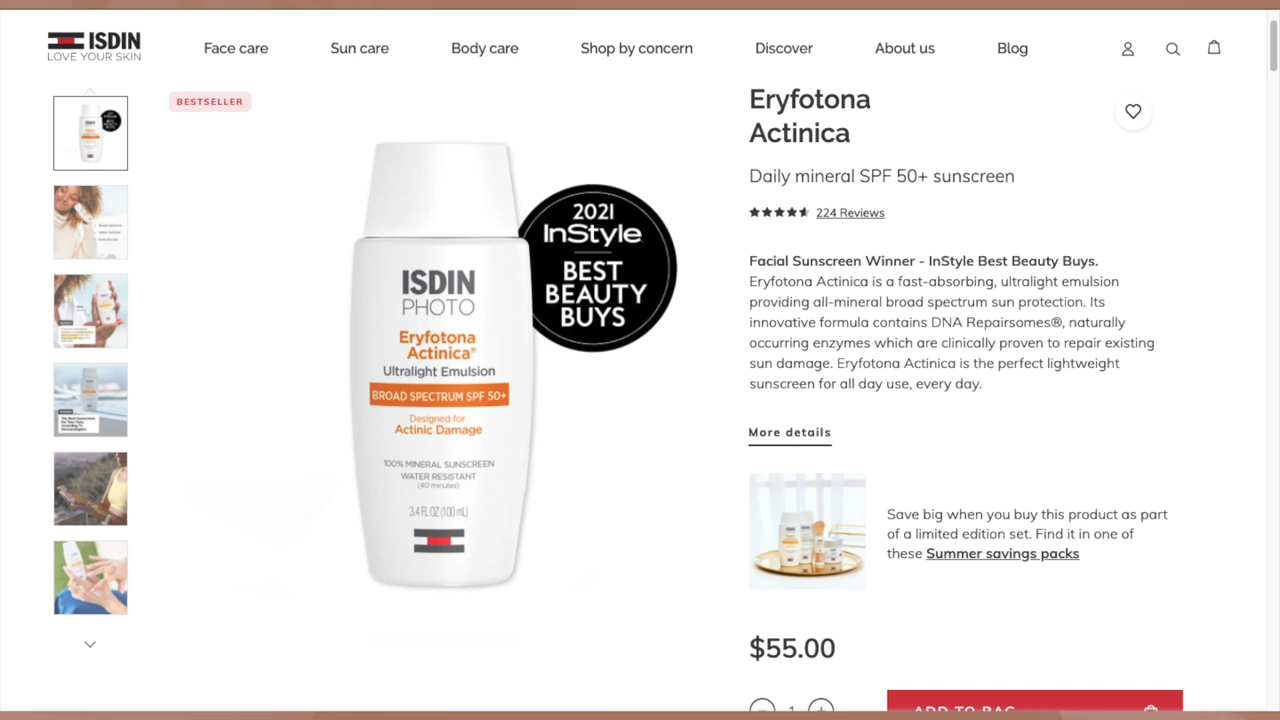 ISDIN
LOVE YOUR SKIN
Face care
Sun care
Body care
Shop by concern
Discover
About us
Blog
BESTSELLER
2021
InStyle
BEST
BEAUTY
BUYS
ISDIN
PHOTO
Eryfotona
Actinica®
Ultralight Emulsion
BROAD SPECTRUM SPF 50+
Designed for
Actinic Damage
100% MINERAL SUNSCREEN
WATER RESISTANT
(40 minutes)
3.4 FL OZ (100 mL)
Eryfotona
Actinica
Daily mineral SPF 50+ sunscreen
224 Reviews
Facial Sunscreen Winner - InStyle Best Beauty Buys.
Eryfotona Actinica is a fast-absorbing, ultralight emulsion
providing all-mineral broad spectrum sun protection. Its
innovative formula contains DNA Repairsomes®, naturally
occurring enzymes which are clinically proven to repair existing
sun damage. Eryfotona Actinica is the perfect lightweight
sunscreen for all day use, every day.
More details
Save big when you buy this product as part
of a limited edition set. Find it in one of
these Summer savings packs
$55.00
1
ADD TO BAG